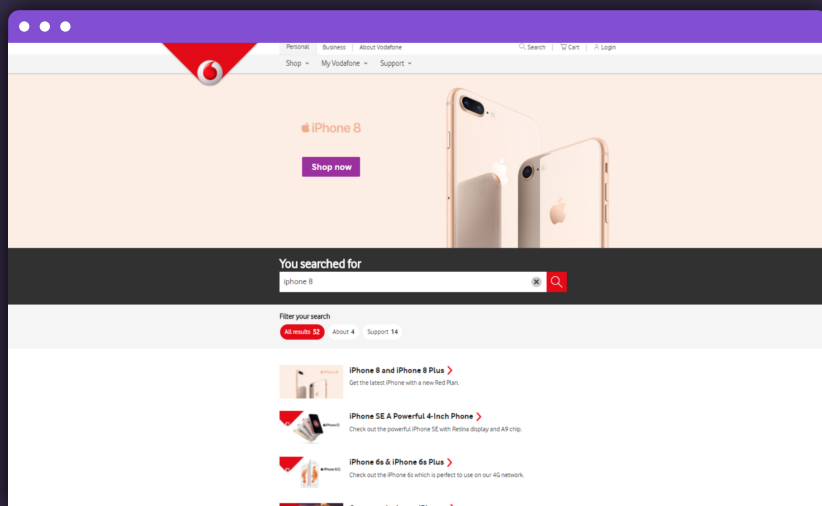 Personal Business About Vodafone Search Cart Login
Shop My Vodafone Support
iPhone 8
Shop now
You searched for
iphone 8
Filter your search
All results 52 About 4 Support 14
iPhone 8 and iPhone 8 Plus
Get the latest iPhone with a new Red Plan.
iPhone SE A Powerful 4-Inch Phone
Check out the powerful iPhone SE with Retina display and A9 chip.
iPhone 6s & iPhone 6s Plus
Check out the iPhone 6s which is perfect to use on our 4G network.